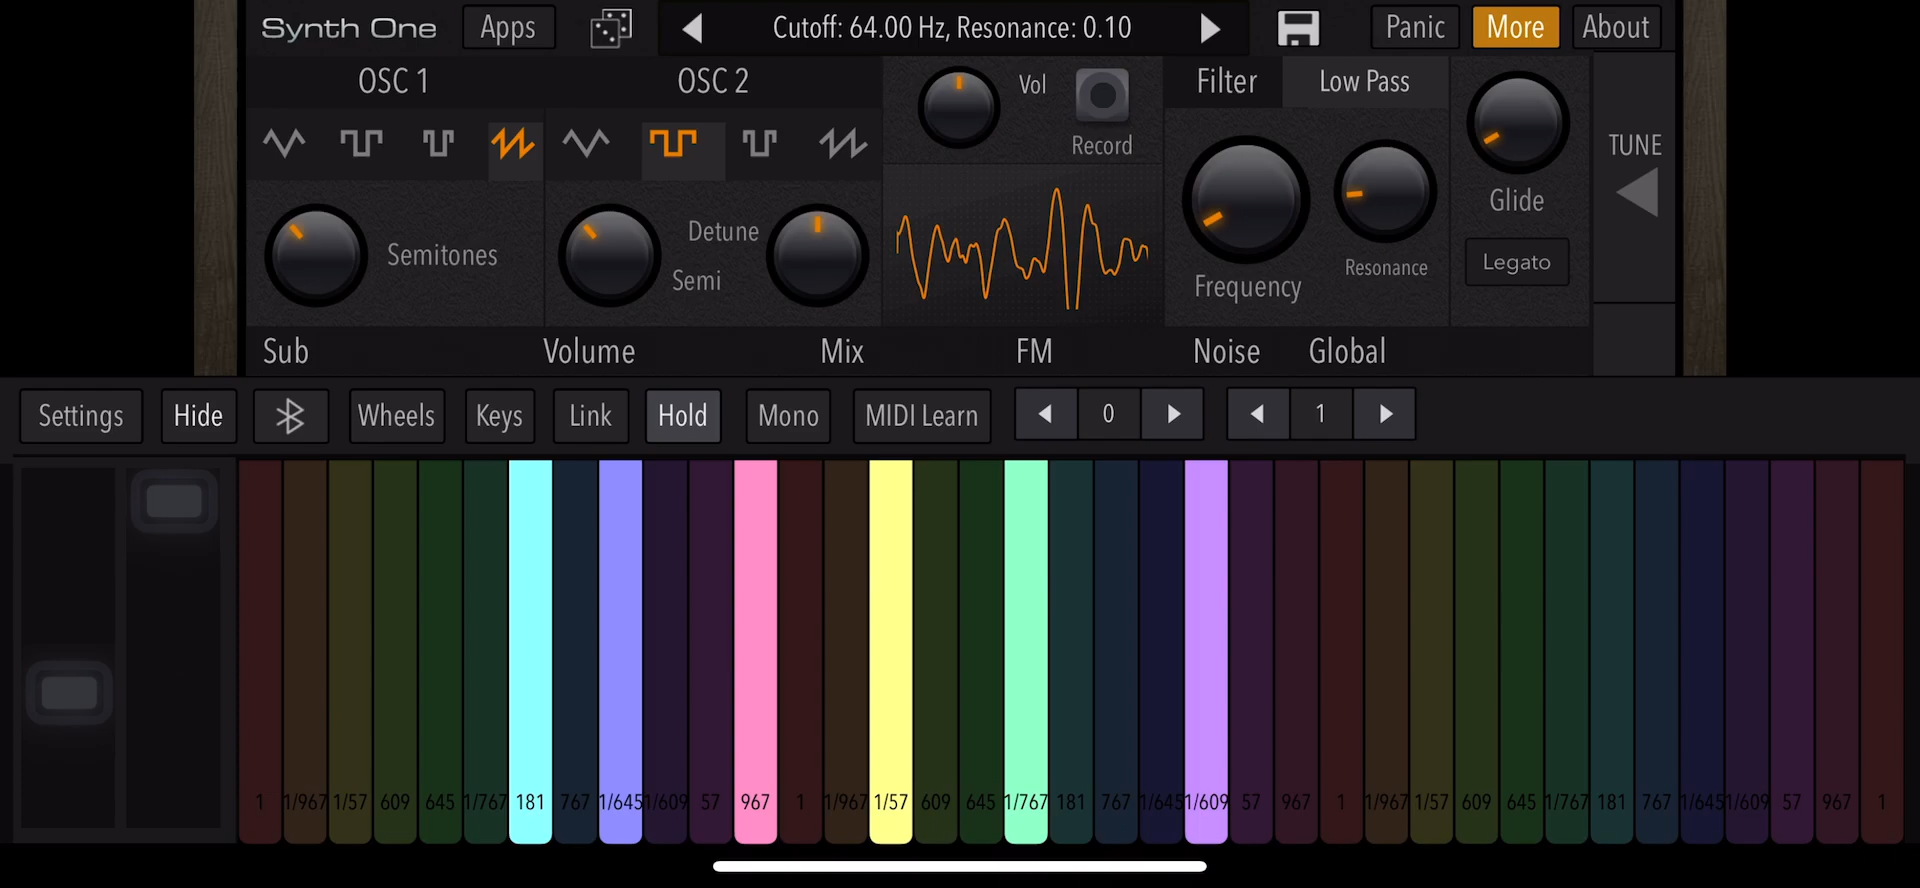 Synth One Apps Cutoff: 64.00 Hz, Resonance: 0.10 Panic More About
OSC 1 OSC 2 Vol Filter Low Pass
Record TUNE
Semitones Detune Semi Frequency Resonance Glide
Legato
Sub Volume Mix FM Noise Global
Settings Hide Wheels Keys Link Hold Mono MIDI Learn 0 1
1 1/967 1/57 609 645 1/767 181 767 1/645 1/609 57 967 1 1/967 1/57 609 645 1/767 181 767 1/645 1/609 57 967 1 1/967 1/57 609 645 1/767 181 767 1/645 1/609 57 967 1